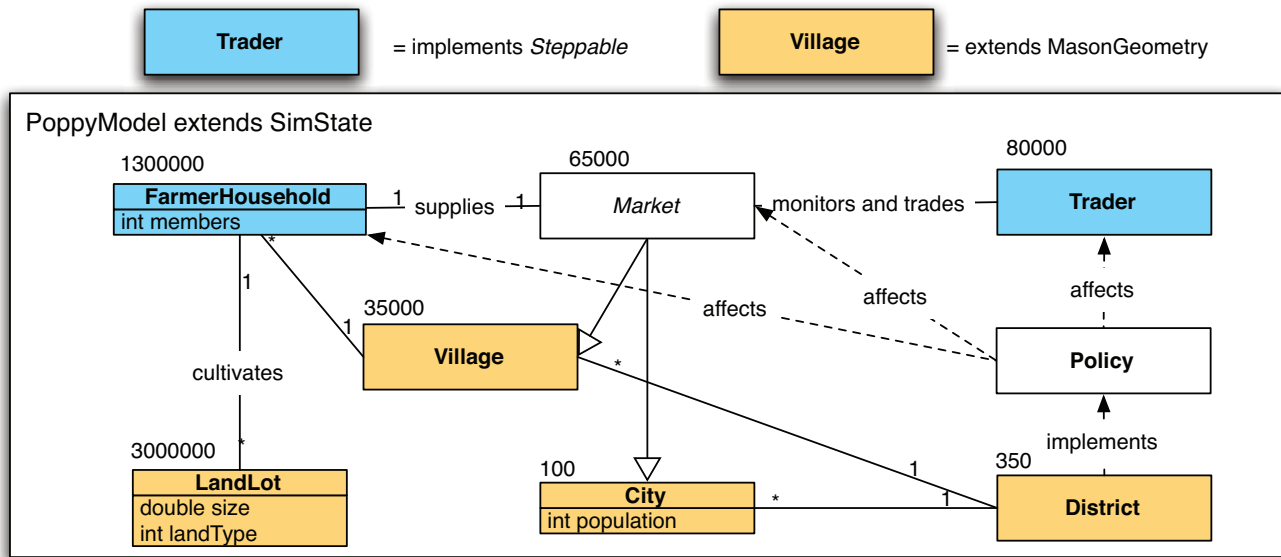 Trader
= implements Steppable
Village
= extends MasonGeometry
PoppyModel extends SimState
1300000
FarmerHousehold
int members
1
supplies
1
65000
Market
monitors and trades
80000
Trader
*
1
affects
affects
affects
35000
Village
1
*
Policy
cultivates
implements
*
3000000
LandLot
double size
int landType
100
City
int population
*
1
1
350
District